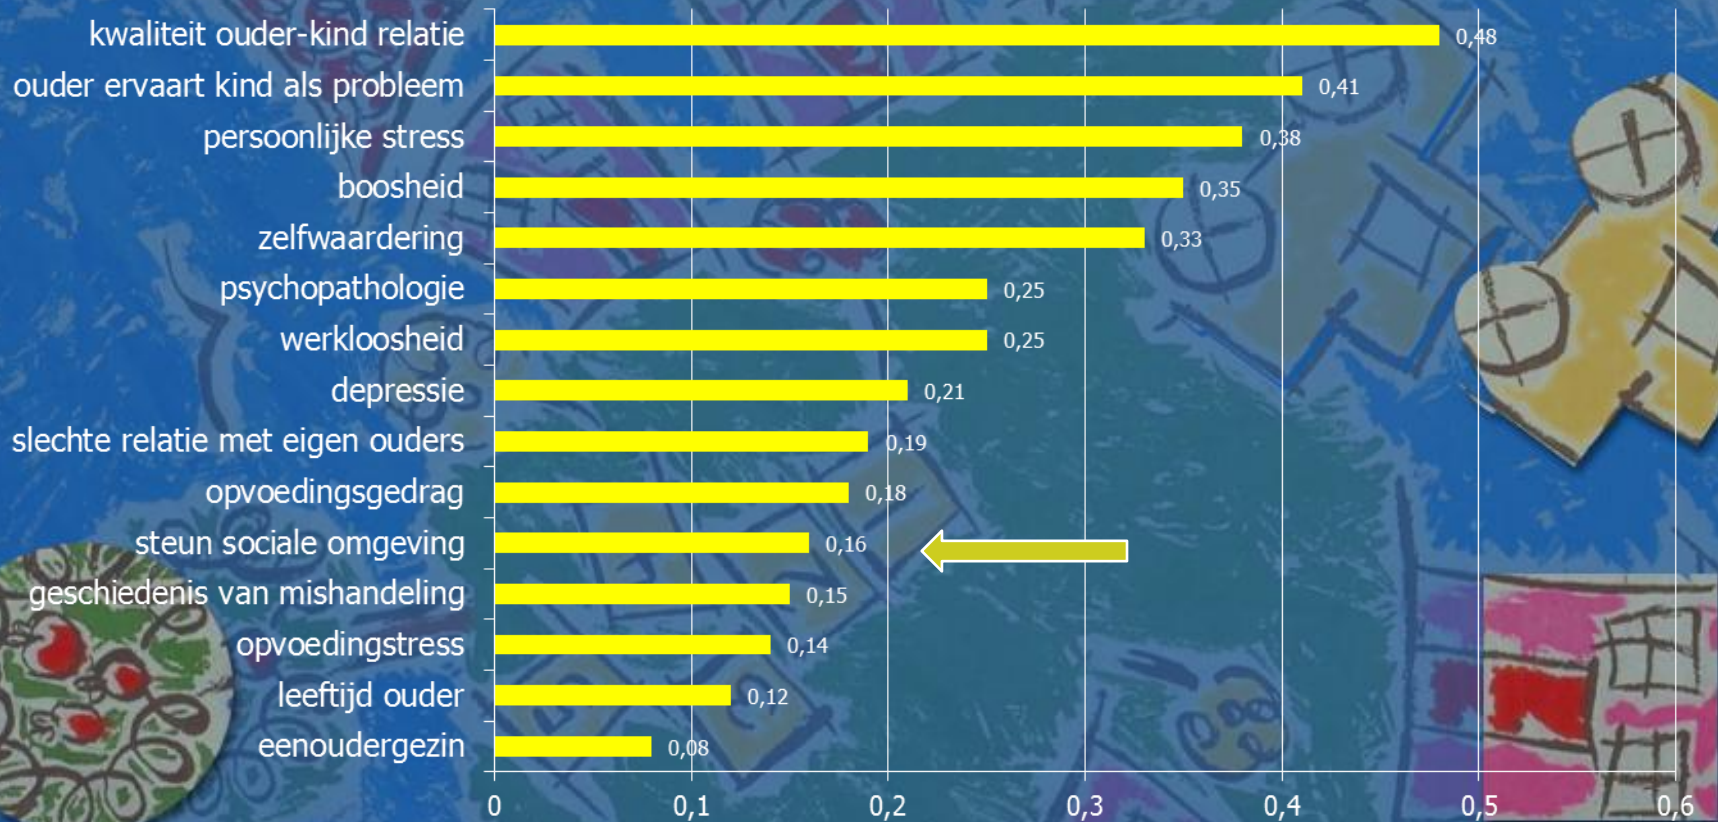 kwaliteit ouder-kind relatie 0,48
ouder ervaart kind als probleem 0,41
persoonlijke stress 0,38
boosheid 0,35
zelfwaardering 0,33
psychopathologie 0,25
werkloosheid 0,25
depressie 0,21
slechte relatie met eigen ouders 0,19
opvoedingsgedrag 0,18
steun sociale omgeving 0,16
geschiedenis van mishandeling 0,15
opvoedingstress 0,14
leeftijd ouder 0,12
eenoudergezin 0,08
0 0,1 0,2 0,3 0,4 0,5 0,6